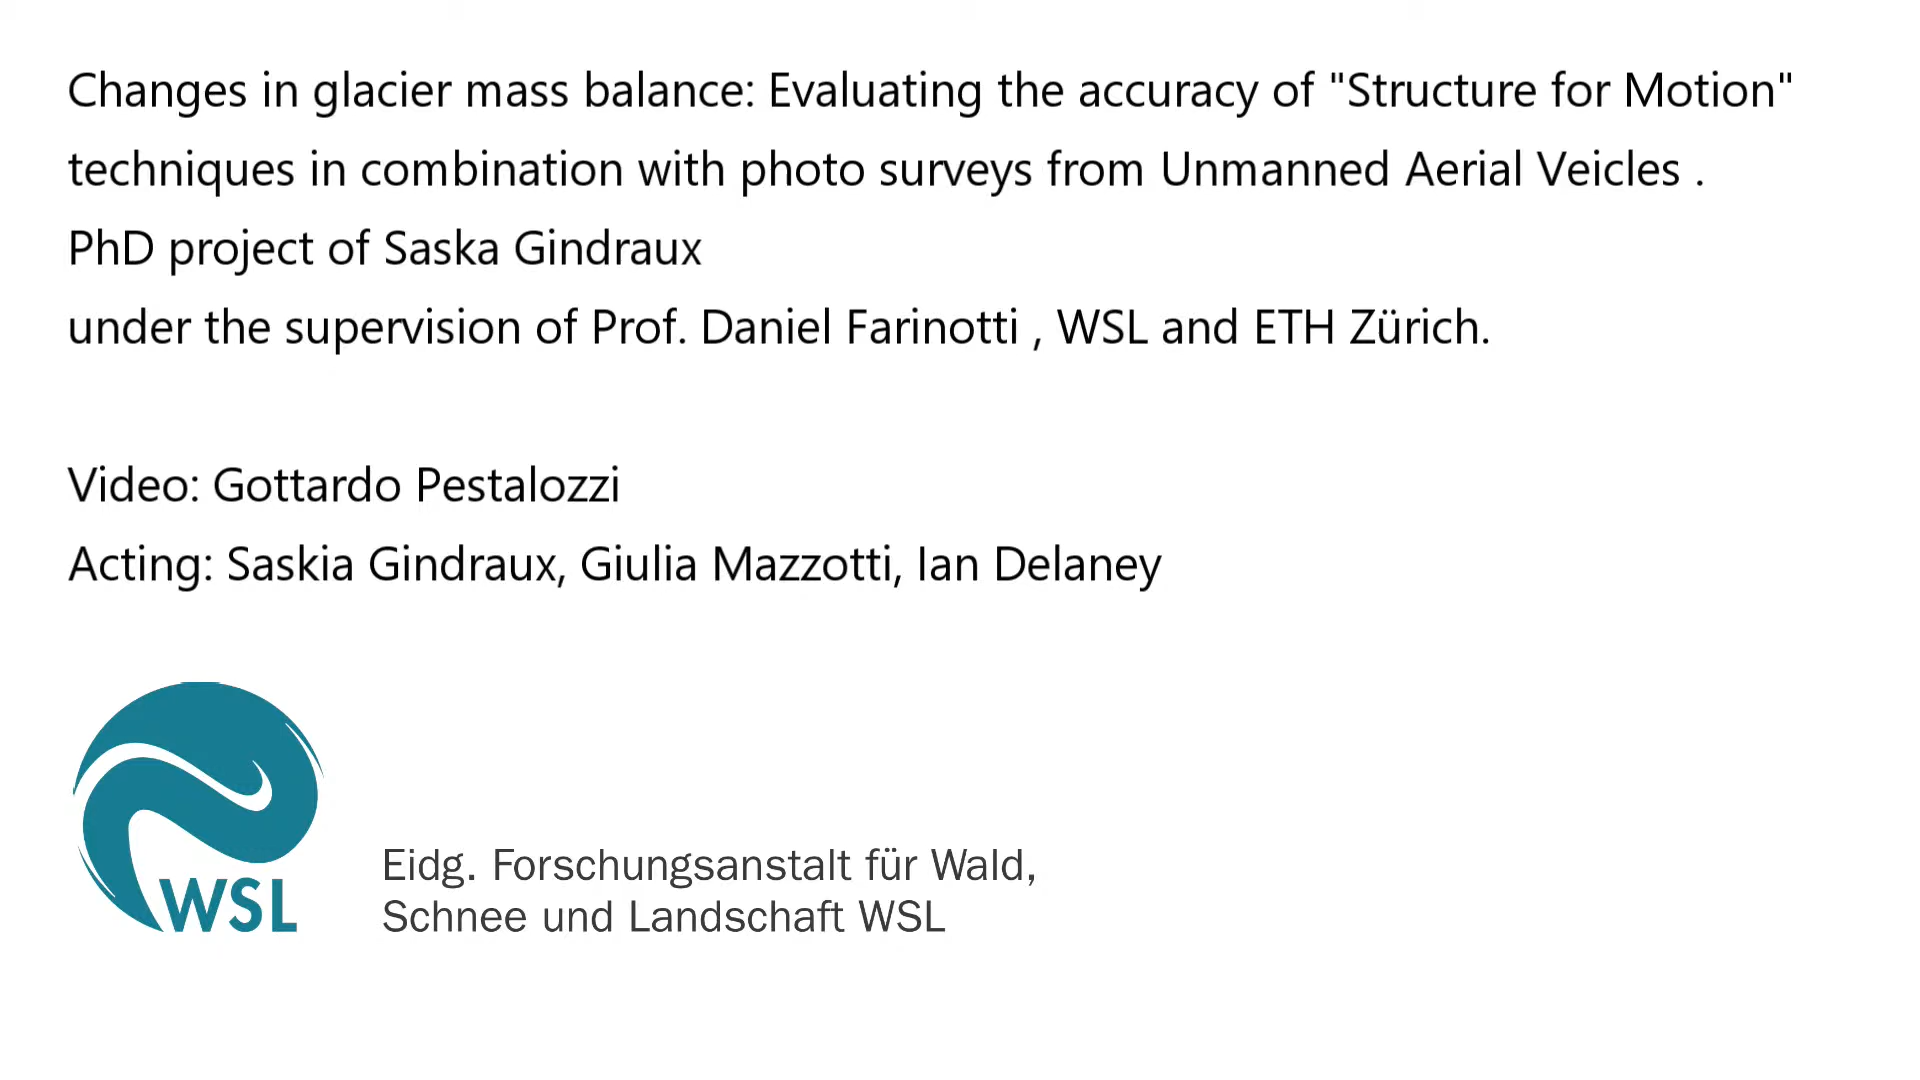 Changes in glacier mass balance: Evaluating the accuracy of "Structure for Motion"
techniques in combination with photo surveys from Unmanned Aerial Veicles .
PhD project of Saska Gindraux
under the supervision of Prof. Daniel Farinotti , WSL and ETH Zürich.
Video: Gottardo Pestalozzi
Acting: Saskia Gindraux, Giulia Mazzotti, Ian Delaney
WSL
Eidg. Forschungsanstalt für Wald,
Schnee und Landschaft WSL